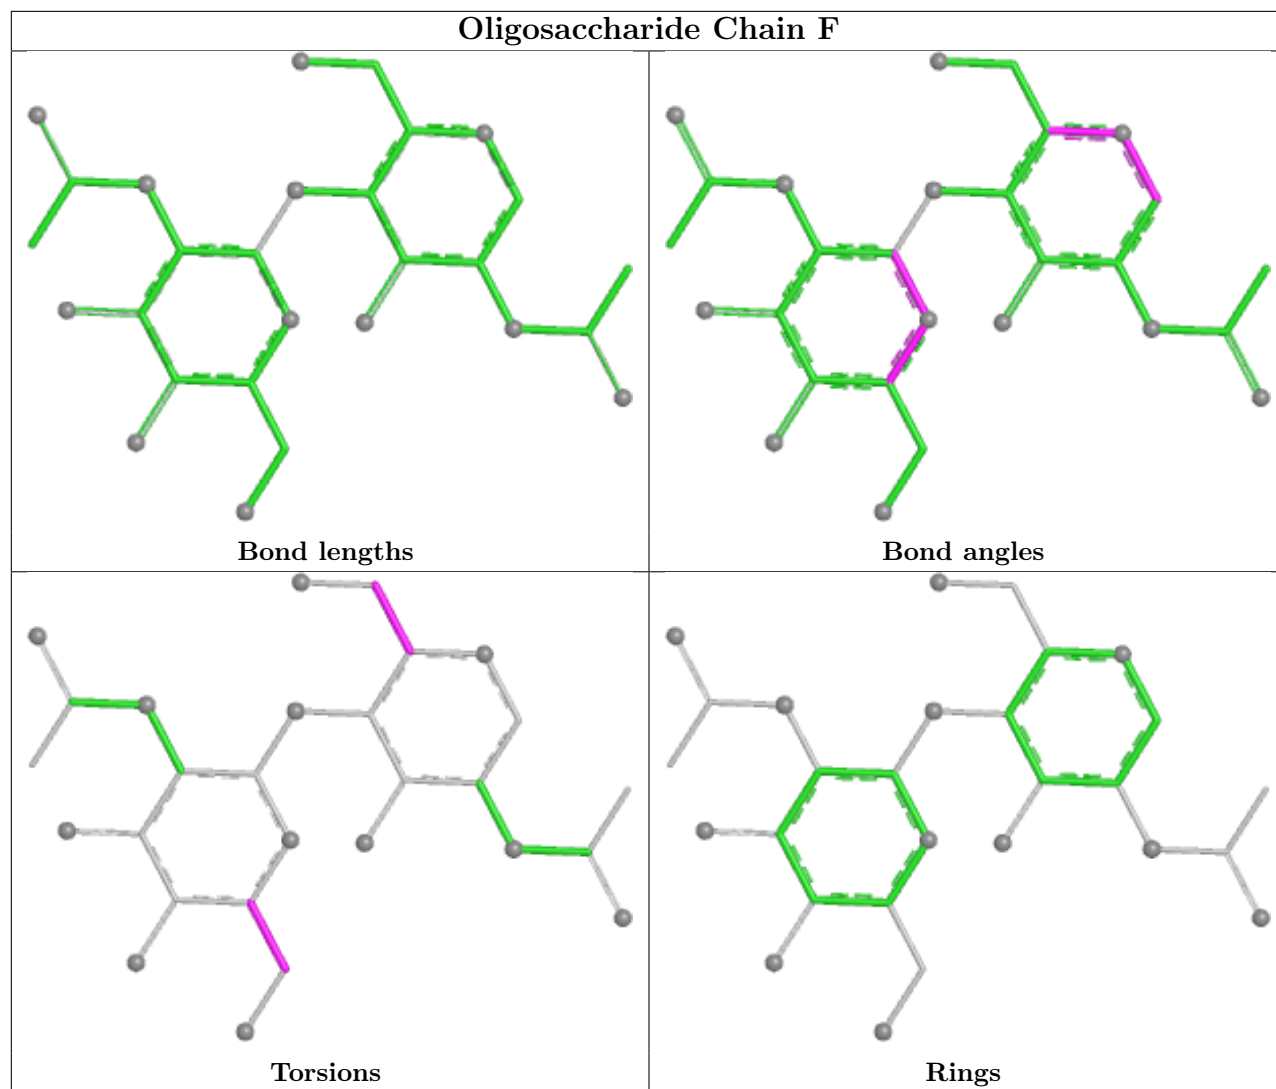 Oligosaccharide Chain F
Bond lengths
Bond angles
Torsions
Rings